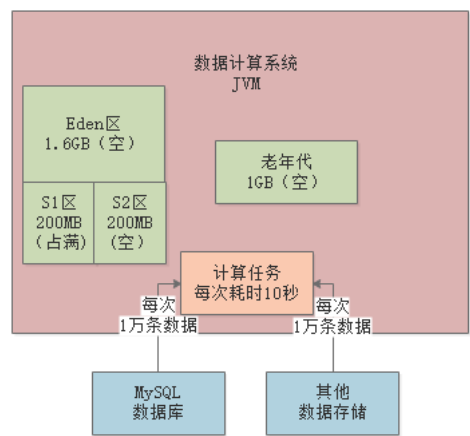 数据计算系统
JVM
Eden区
1.6GB（空）
老年代
1GB（空）
S1区
200MB
（占满）
S2区
200MB
（空）
计算任务
每次耗时10秒
每次
1万条数据
每次
1万条数据
MySQL
数据库
其他
数据存储